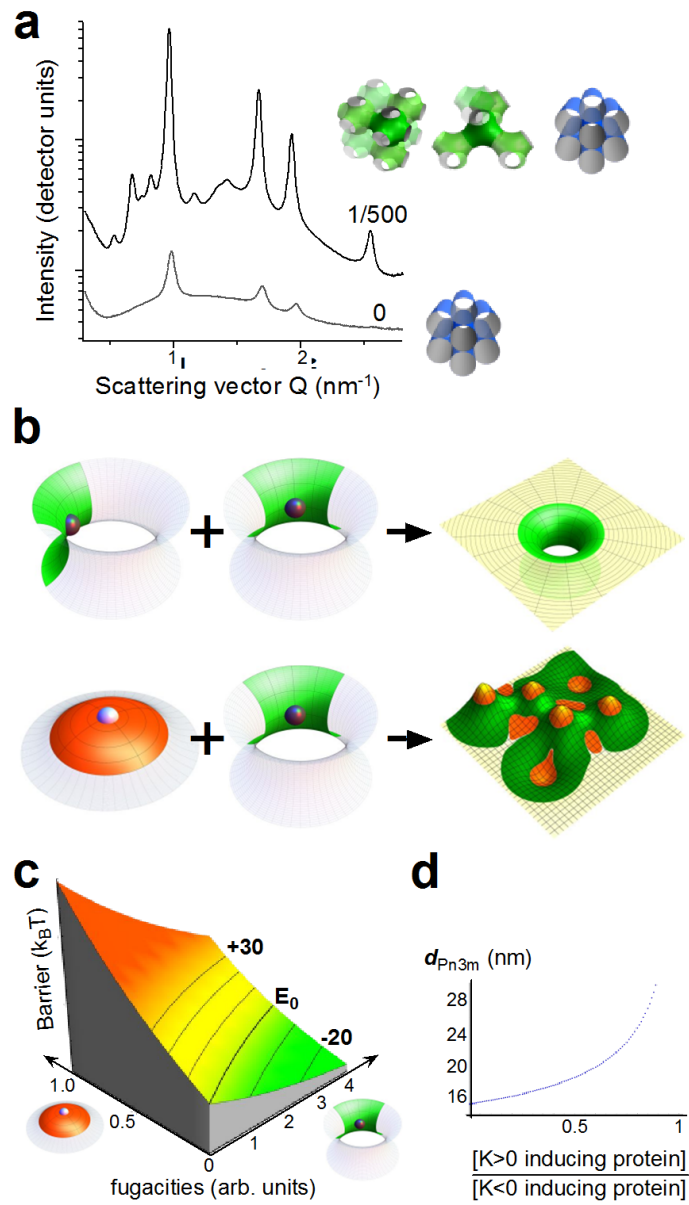 a
Intensity (detector units)
1/500
0
1
2
Scattering vector Q (nm-1)
b
+
+
c
d
Barrier (kBT)
+30
E0
-20
1.0
0.5
0
1
2
3
4
fugacities (arb. units)
dPn3m (nm)
28
24
20
16
0.5
1
[K>0 inducing protein]
[K<0 inducing protein]